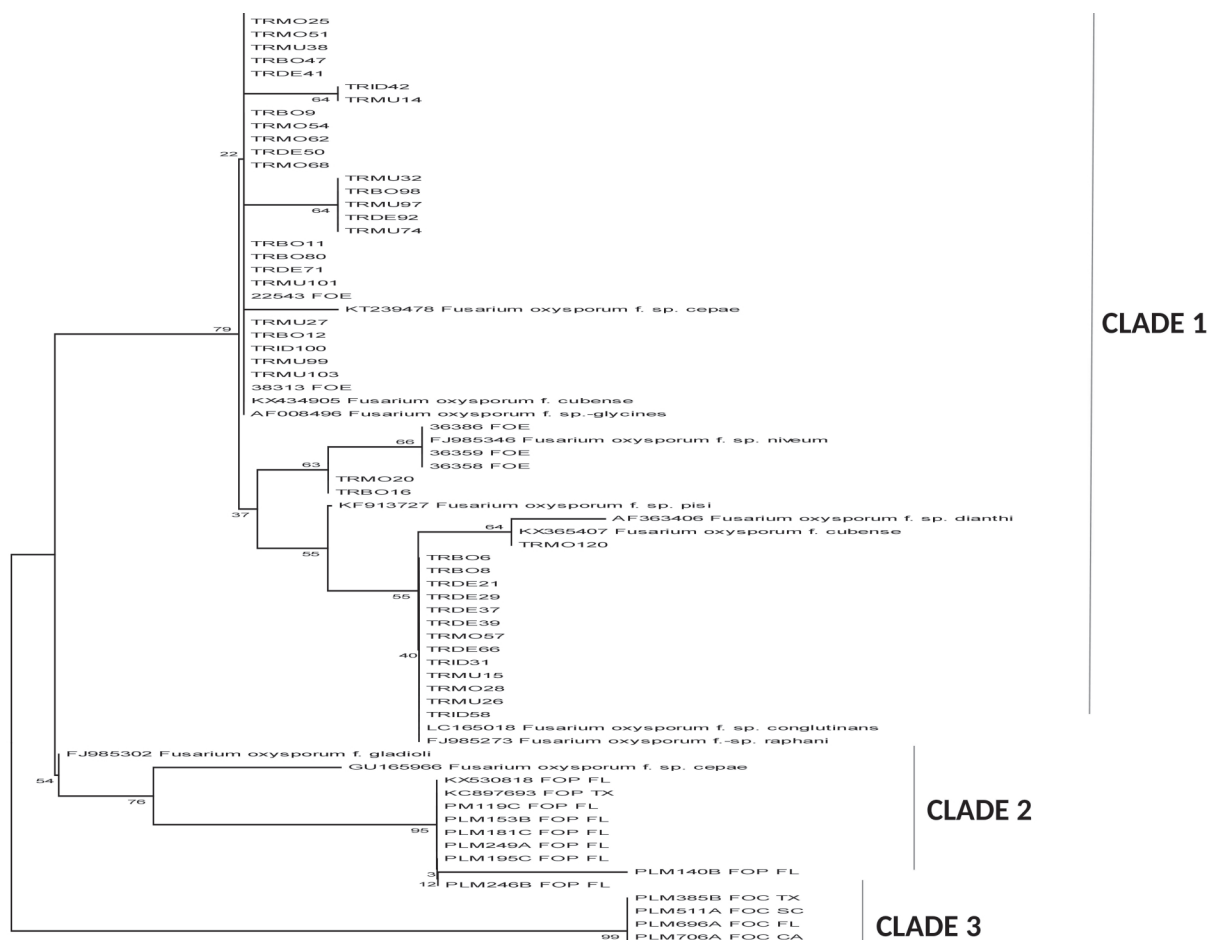 TRMO25
TRMO51
TRMU38
TRBO47
TRDE41
TRID42
64 TRMU14
TRBO9
TRMO54
TRMO62
TRDE50
22
TRMO68
TRMU32
TRBO98
TRMU97
64
TRDE92
TRMU74
TRBO11
TRBO80
TRDE71
TRMU101
22543 FOE
KT239478 Fusarium oxysporum f. sp. cepae
TRMU27
CLADE 1
79
TRBO12
TRID100
TRMU99
TRMU103
38313 FOE
KX434905 Fusarium oxysporum f. cubense
AF008496 Fusarium oxysporum f. sp.-glycines
36386 FOE
66 FJ985346 Fusarium oxysporum f. sp. niveum
36359 FOE
63 36358 FOE
TRMO20
TRBO16
KF913727 Fusarium oxysporum f. sp. pisi
37
AF363406 Fusarium oxysporum f. sp. dianthi
64 KX365407 Fusarium oxysporum f. cubense
TRMO120
55
TRBO6
TRBO8
TRDE21
55 TRDE29
TRDE37
TRDE39
TRMO57
TRDE66
40
TRID31
TRMU15
TRMO28
TRMU26
TRID58
LC165018 Fusarium oxysporum f. sp. conglutinans
FJ985273 Fusarium oxysporum f.-sp. raphani
FJ985302 Fusarium oxysporum f. gladioli
GU165966 Fusarium oxysporum f. sp. cepae
54
KX530818 FOP FL
KC897693 FOP TX
76
PM119C FOP FL
CLADE 2
PLM153B FOP FL
95
PLM181C FOP FL
PLM249A FOP FL
PLM195C FOP FL
3 PLM140B FOP FL
12 PLM246B FOP FL
PLM385B FOC TX
PLM511A FOC SC
PLM696A FOC FL
CLADE 3
99 PLM706A FOC CA